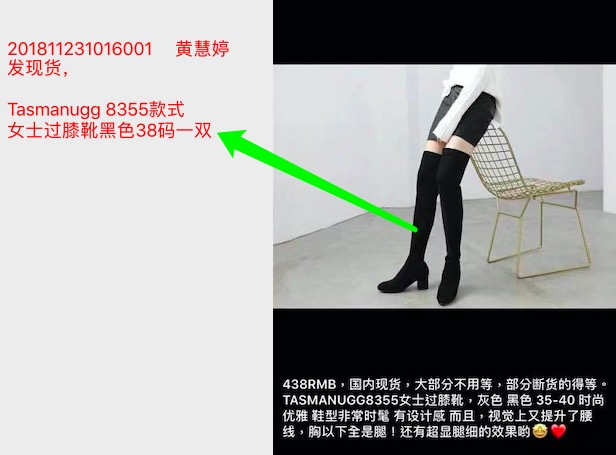 201811231016001 黄慧婷
发现货，
Tasmanugg 8355款式
女士过膝靴黑色38码一双
438RMB，国内现货，大部分不用等，部分断货的得等。
TASMANUGG8355女士过膝靴，灰色 黑色 35-40 时尚
优雅 鞋型非常时髦 有设计感 而且，视觉上又提升了腰
线，胸以下全是腿！还有超显腿细的效果哟🤩❤️